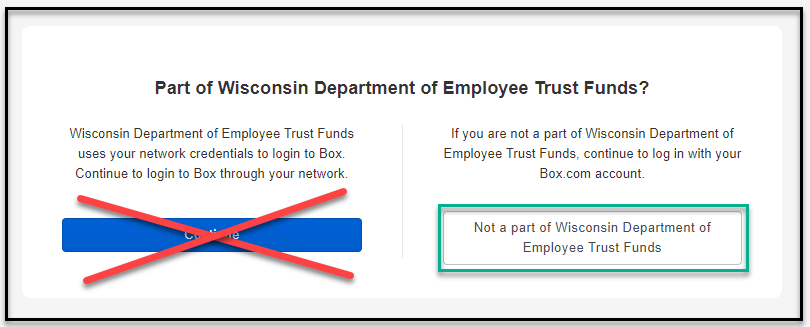 Part of Wisconsin Department of Employee Trust Funds?
Wisconsin Department of Employee Trust Funds
uses your network credentials to login to Box.
Continue to login to Box through your network.
Continue
If you are not a part of Wisconsin Department of
Employee Trust Funds, continue to log in with your
Box.com account.
Not a part of Wisconsin Department of
Employee Trust Funds